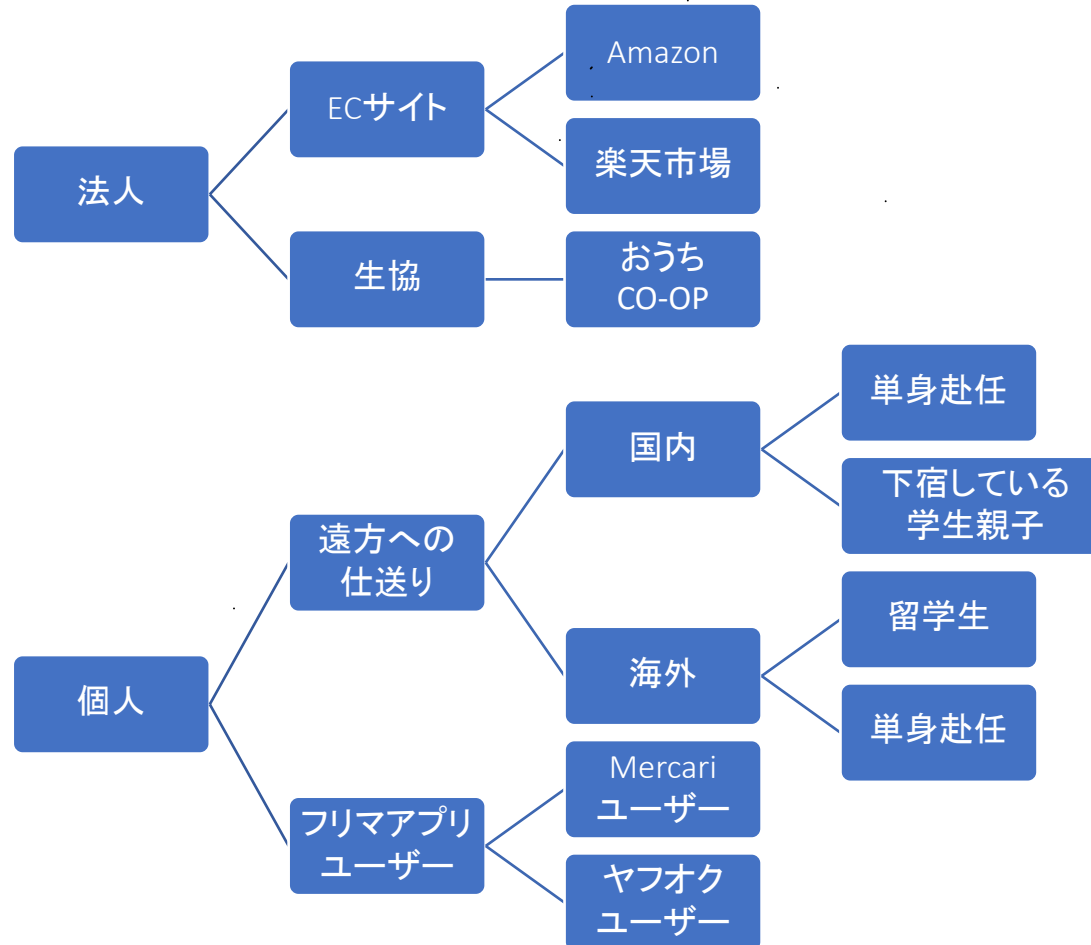 法人
ECサイト
Amazon
楽天市場
生協
おうち
CO-OP
個人
遠方への
仕送り
国内
単身赴任
下宿している
学生親子
海外
留学生
単身赴任
フリマアプリ
ユーザー
Mercari
ユーザー
ヤフオク
ユーザー